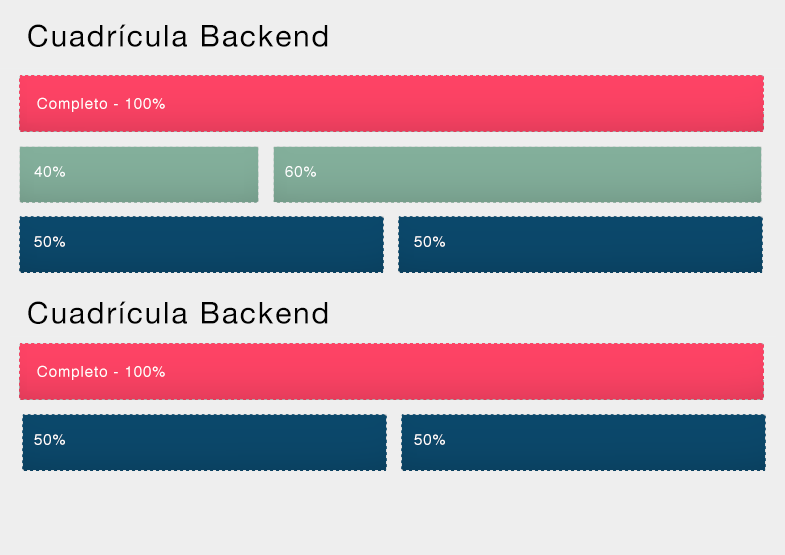 Cuadrícula Backend
Completo - 100%
40% 60%
50% 50%
Cuadrícula Backend
Completo - 100%
50% 50%